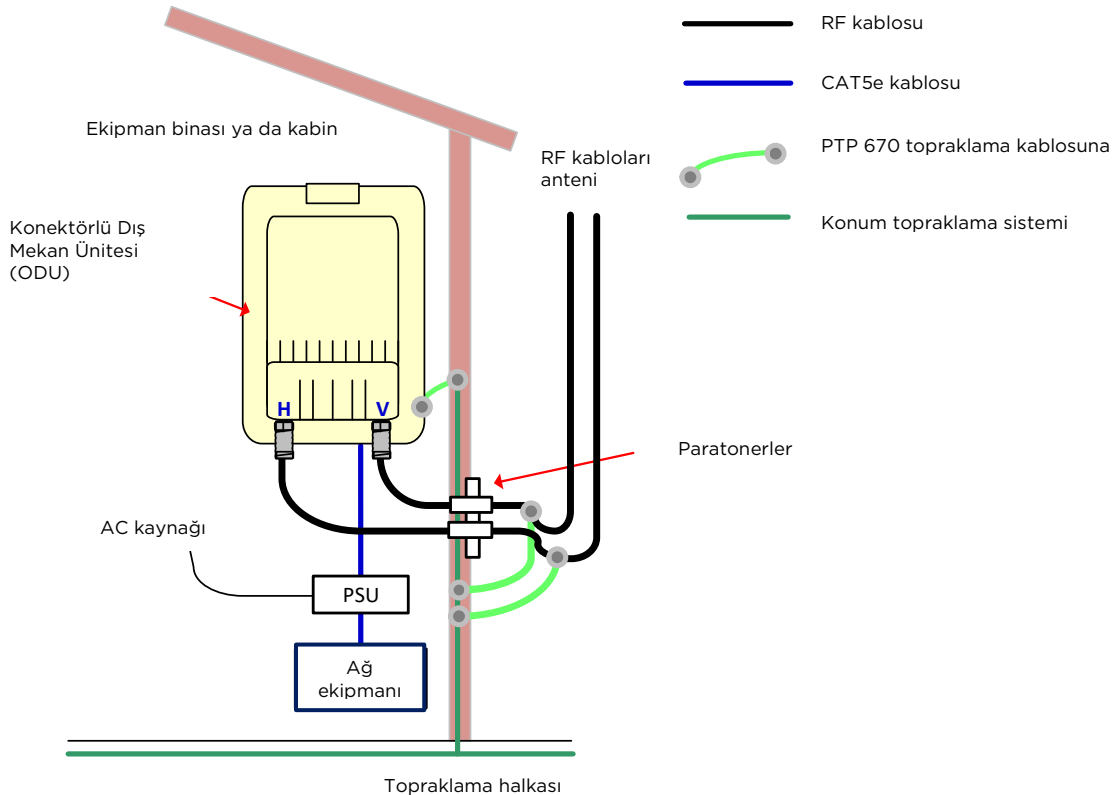 RF kablosu
CAT5e kablosu
Ekipman binası ya da kabin
PTP 670 topraklama kablosuna
RF kabloları
anteni
Konektörlü Dış
Mekan Ünitesi
(ODU)
Konum topraklama sistemi
H
V
Paratonerler
AC kaynağı
PSU
Ağ
ekipmanı
Topraklama halkası